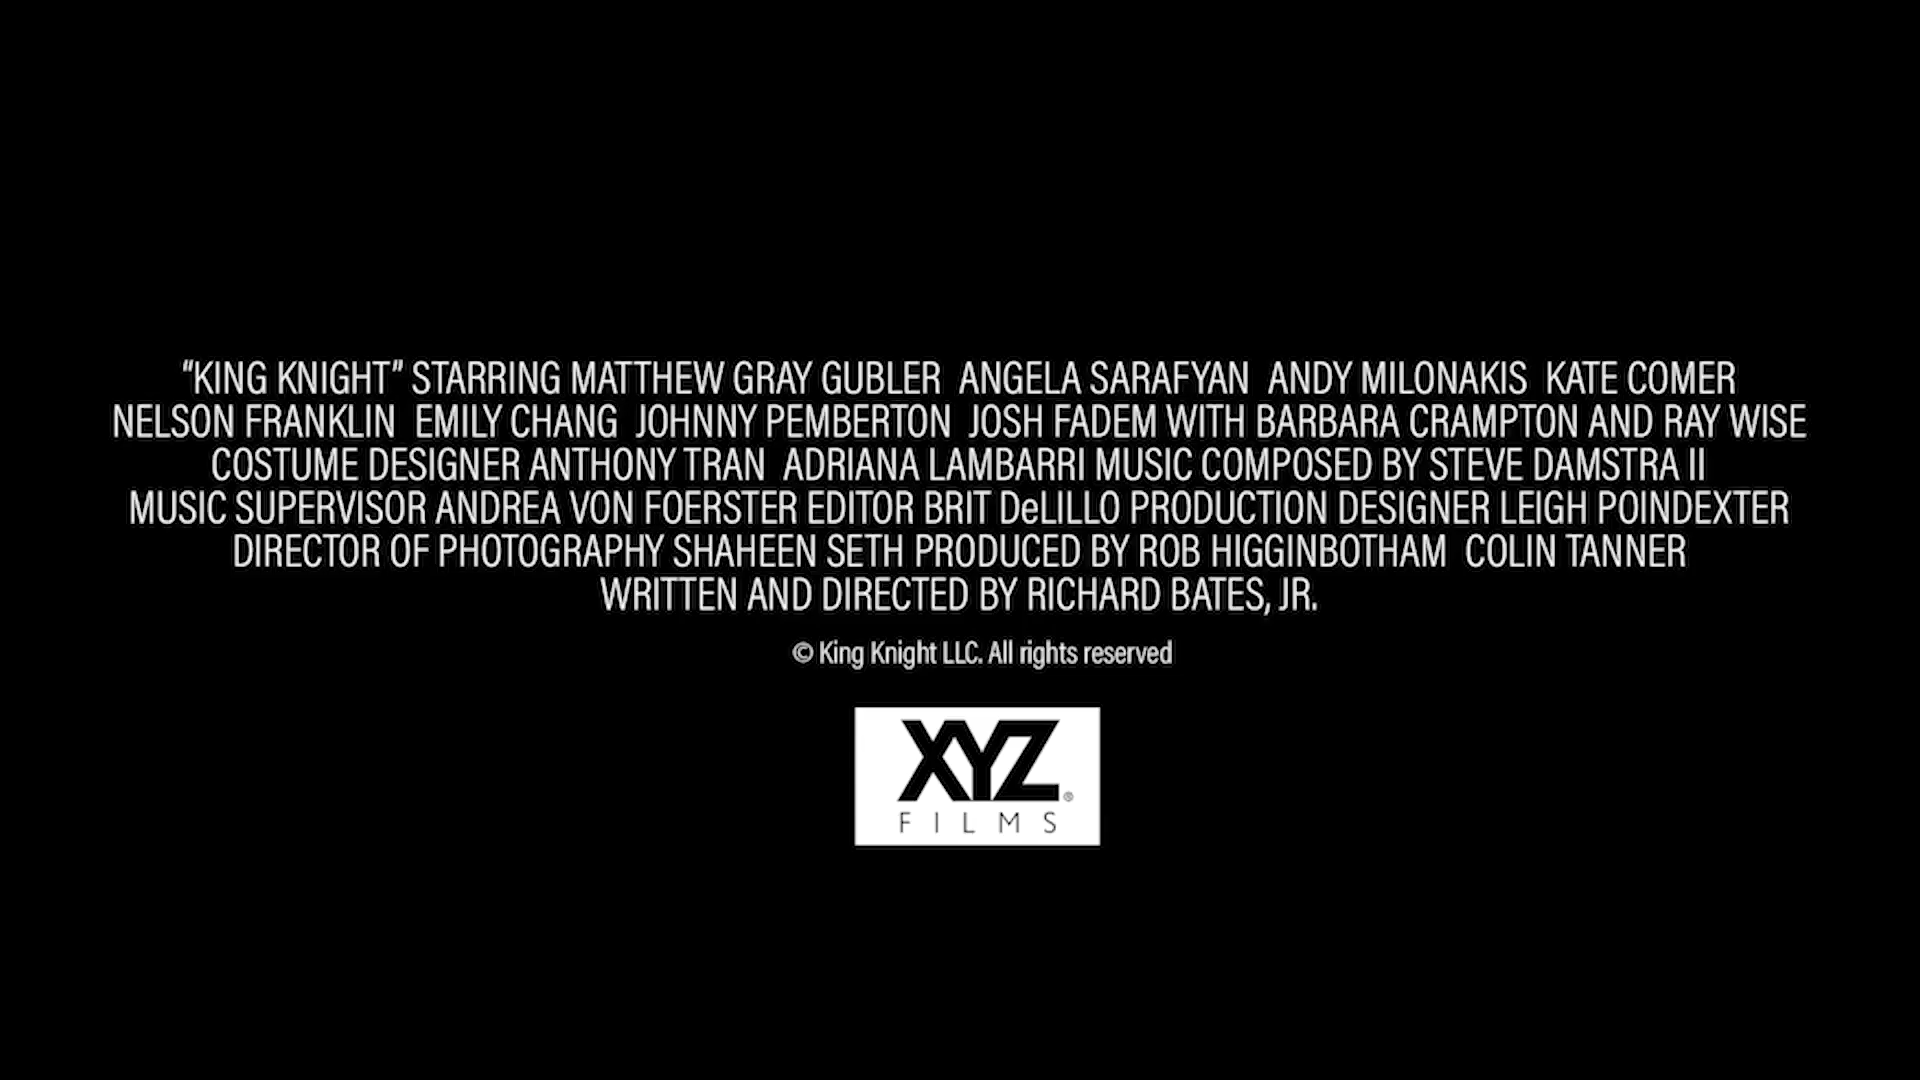 “KING KNIGHT” STARRING MATTHEW GRAY GUBLER ANGELA SARAFYAN ANDY MILONAKIS KATE COMER
NELSON FRANKLIN EMILY CHANG JOHNNY PEMBERTON JOSH FADEM WITH BARBARA CRAMPTON AND RAY WISE
COSTUME DESIGNER ANTHONY TRAN ADRIANA LAMBARRI MUSIC COMPOSED BY STEVE DAMSTRA II
MUSIC SUPERVISOR ANDREA VON FOERSTER EDITOR BRIT DeLILLO PRODUCTION DESIGNER LEIGH POINDEXTER
DIRECTOR OF PHOTOGRAPHY SHAHEEN SETH PRODUCED BY ROB HIGGINBOTHAM COLIN TANNER
WRITTEN AND DIRECTED BY RICHARD BATES, JR.
© King Knight LLC. All rights reserved
XYZ®
FILMS